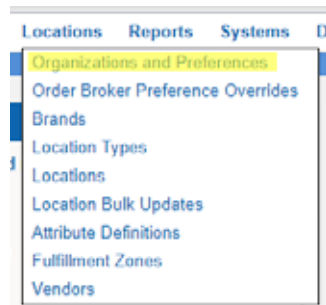 Locations Reports Systems D
Organizations and Preferences
Order Broker Preference Overrides
Brands
Location Types
Locations
Location Bulk Updates
Attribute Definitions
Fulfillment Zones
Vendors